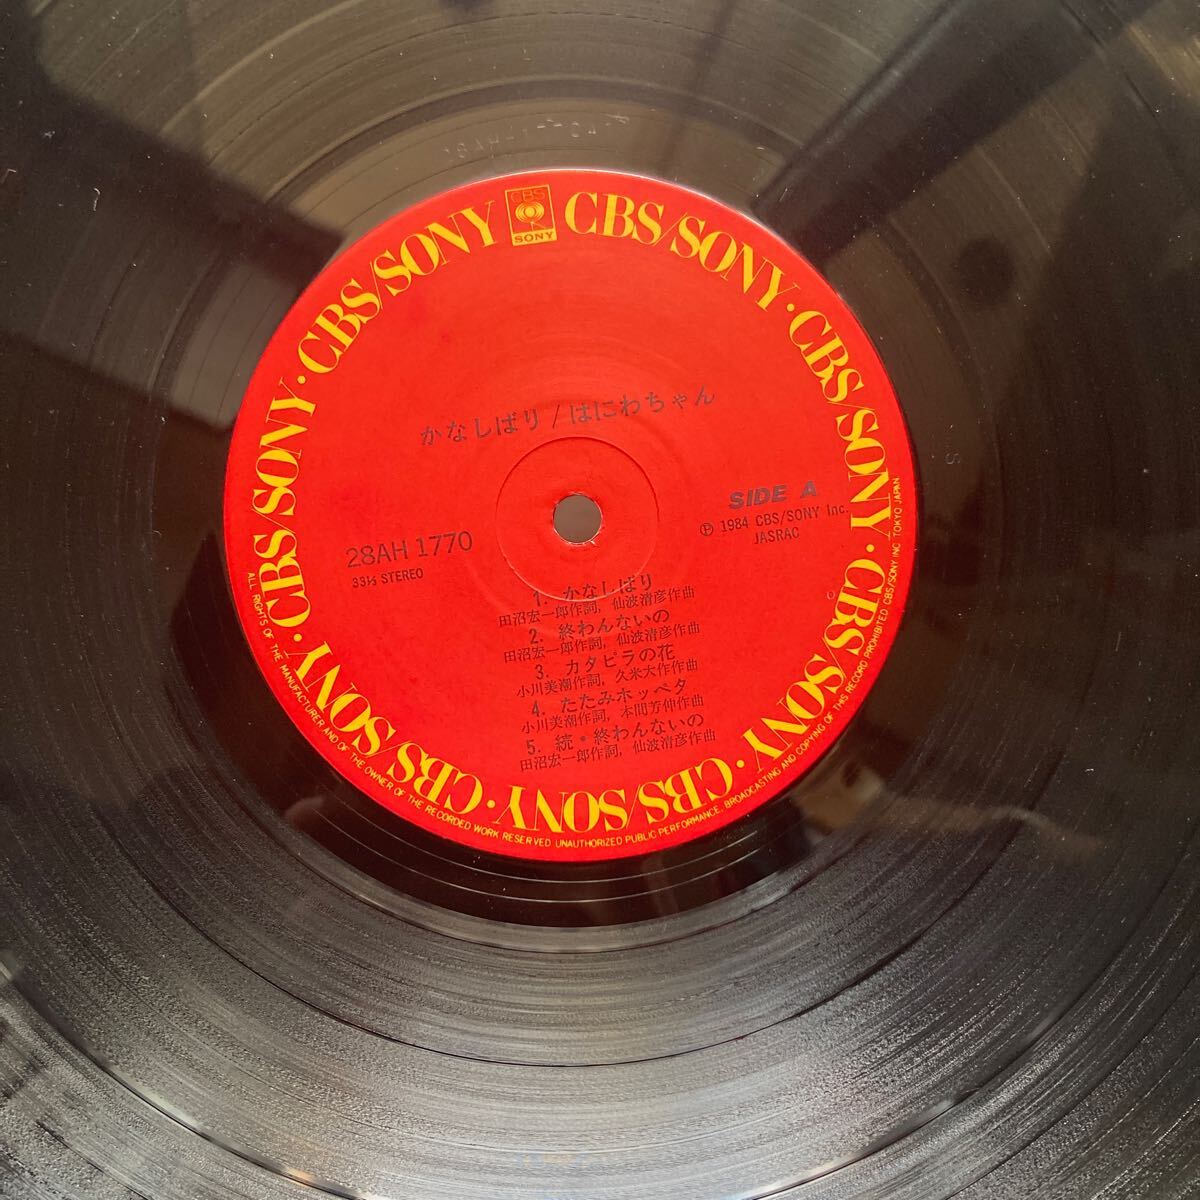 CBS/SONY · CBS/SONY · CBS/SONY · CBS/SONY · CBS/SONY · CBS/SONY · CBS/SONY · CBS/SONY
CBS
SONY
かなしばり / はにわちゃん
SIDE A
Ⓟ 1984 CBS/SONY Inc.
JASRAC
28AH 1770
33⅓ STEREO
1. かなしばり
田沼宏一郎作詞, 仙波清彦作曲
2. 終わんないの
田沼宏一郎作詞, 仙波清彦作曲
3. カタピラの花
小川美潮作詞, 久米大作作曲
4. たたみホッペタ
小川美潮作詞, 本間芳伸作曲
5. 続・終わんないの
田沼宏一郎作詞, 仙波清彦作曲
ALL RIGHTS OF THE MANUFACTURER AND OF THE OWNER OF THE RECORDED WORK RESERVED UNAUTHORIZED PUBLIC PERFORMANCE, BROADCASTING AND COPYING OF THIS RECORD PROHIBITED CBS/SONY INC. TOKYO JAPAN